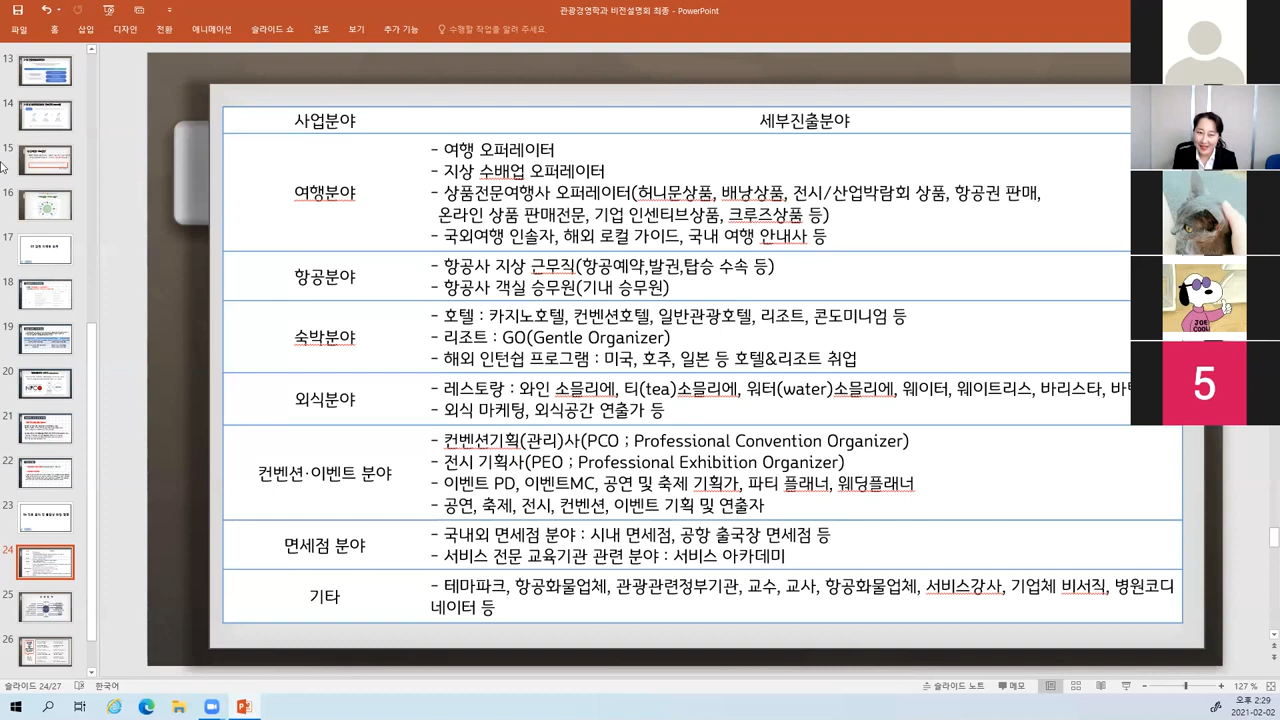 관광경영학과 비전설명회 최종 - PowerPoint
파일 홈 삽입 디자인 전환 애니메이션 슬라이드 쇼 검토 보기 추가 기능 수행할 작업을 알려 주세요.
13
14
15
16
17
18
19
20
21
22
23
24
25
26
사업분야 세부진출분야
여행분야
- 여행 오퍼레이터
- 지상 수배업 오퍼레이터
- 상품전문여행사 오퍼레이터(허니문상품, 배낭상품, 전시/산업박람회 상품, 항공권 판매,
온라인 상품 판매전문, 기업 인센티브상품, 크루즈상품 등)
- 국외여행 인솔자, 해외 로컬 가이드, 국내 여행 안내사 등
항공분야
- 항공사 지상 근무직(항공예약,발권,탑승 수속 등)
- 항공사 객실 승무원(기내 승무원)
숙박분야
- 호텔 : 카지노호텔, 컨벤션호텔, 일반관광호텔, 리조트, 콘도미니엄 등
- 리조트 : GO(Gentle Organizer)
- 해외 인턴쉽 프로그램 : 미국, 호주, 일본 등 호텔&리조트 취업
외식분야
- 레스토랑 : 와인 소믈리에, 티(tea)소믈리에, 워터(water)소믈리에, 웨이터, 웨이트리스, 바리스타,
- 외식 마케팅, 외식공간 연출가 등
컨벤션·이벤트 분야
- 컨벤션기획(관리)사(PCO ; Professional Convention Organizer)
- 전시 기획사(PEO ; Professional Exhibition Organizer)
- 이벤트 PD, 이벤트MC, 공연 및 축제 기획가, 파티 플래너, 웨딩플래너
- 공연, 축제, 전시, 컨벤션, 이벤트 기획 및 연출자
면세점 분야
- 국내외 면세점 분야 : 시내 면세점, 공항 출국장 면세점 등
- 서비스 전문 교육기관 관련 분야 : 서비스 아카데미
기타
- 테마파크, 항공화물업체, 관광관련정부기관, 교수, 교사, 항공화물업체, 서비스강사, 기업체 비서직, 병원코디
네이터 등
JOE
COOL
5
슬라이드 24/27 한국어 슬라이드 노트 메모 127 %
오후 2:29
2021-02-02